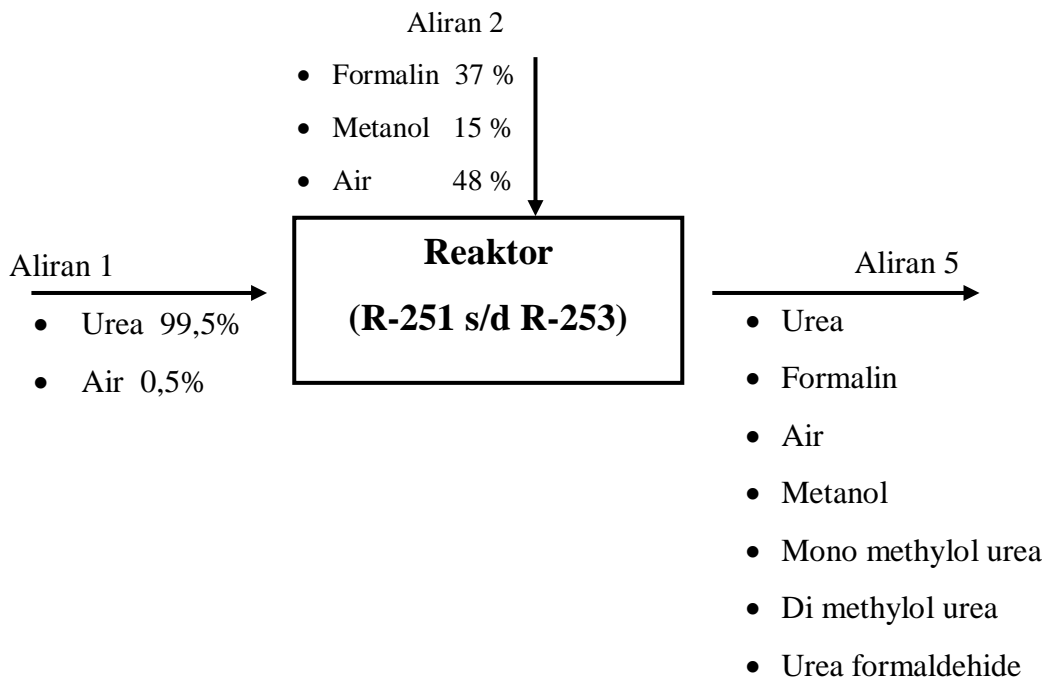 Aliran 2
• Formalin 37 %
• Metanol 15 %
• Air 48 %
Reaktor
(R-251 s/d R-253)
Aliran 1
• Urea 99,5%
• Air 0,5%
Aliran 5
• Urea
• Formalin
• Air
• Metanol
• Mono methylol urea
• Di methylol urea
• Urea formaldehide